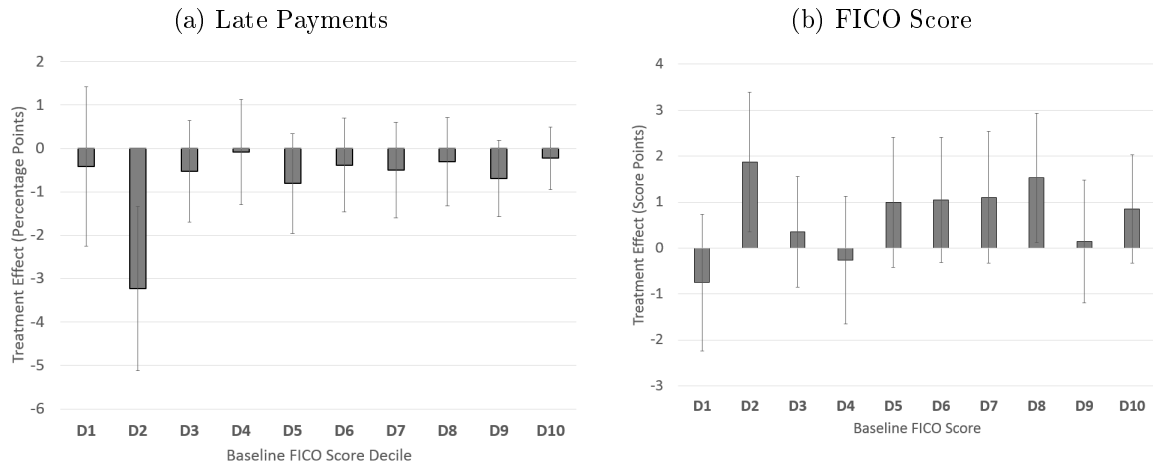 (a) Late Payments
2
1
0
-1
-2
-3
-4
-5
-6
Treatment Effect (Percentage Points)
D1 D2 D3 D4 D5 D6 D7 D8 D9 D10
Baseline FICO Score Decile
(b) FICO Score
4
3
2
1
0
-1
-2
-3
Treatment Effect (Score Points)
D1 D2 D3 D4 D5 D6 D7 D8 D9 D10
Baseline FICO Score